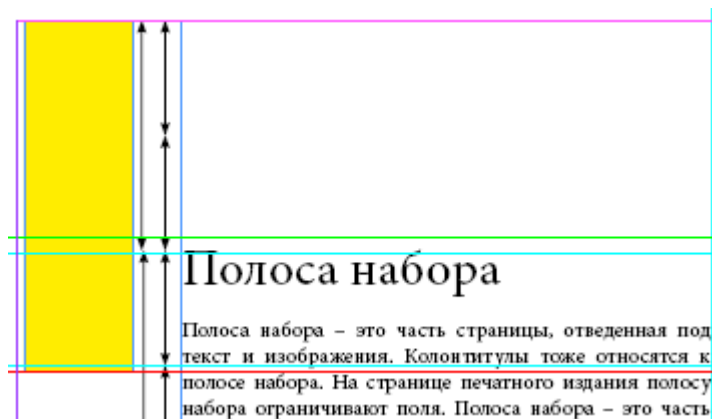 Полоса набора
Полоса набора – это часть страницы, отведенная под
текст и изображения. Колонтитулы тоже относятся к
полосе набора. На странице печатного издания полосу
набора ограничивают поля. Полоса набора – это часть